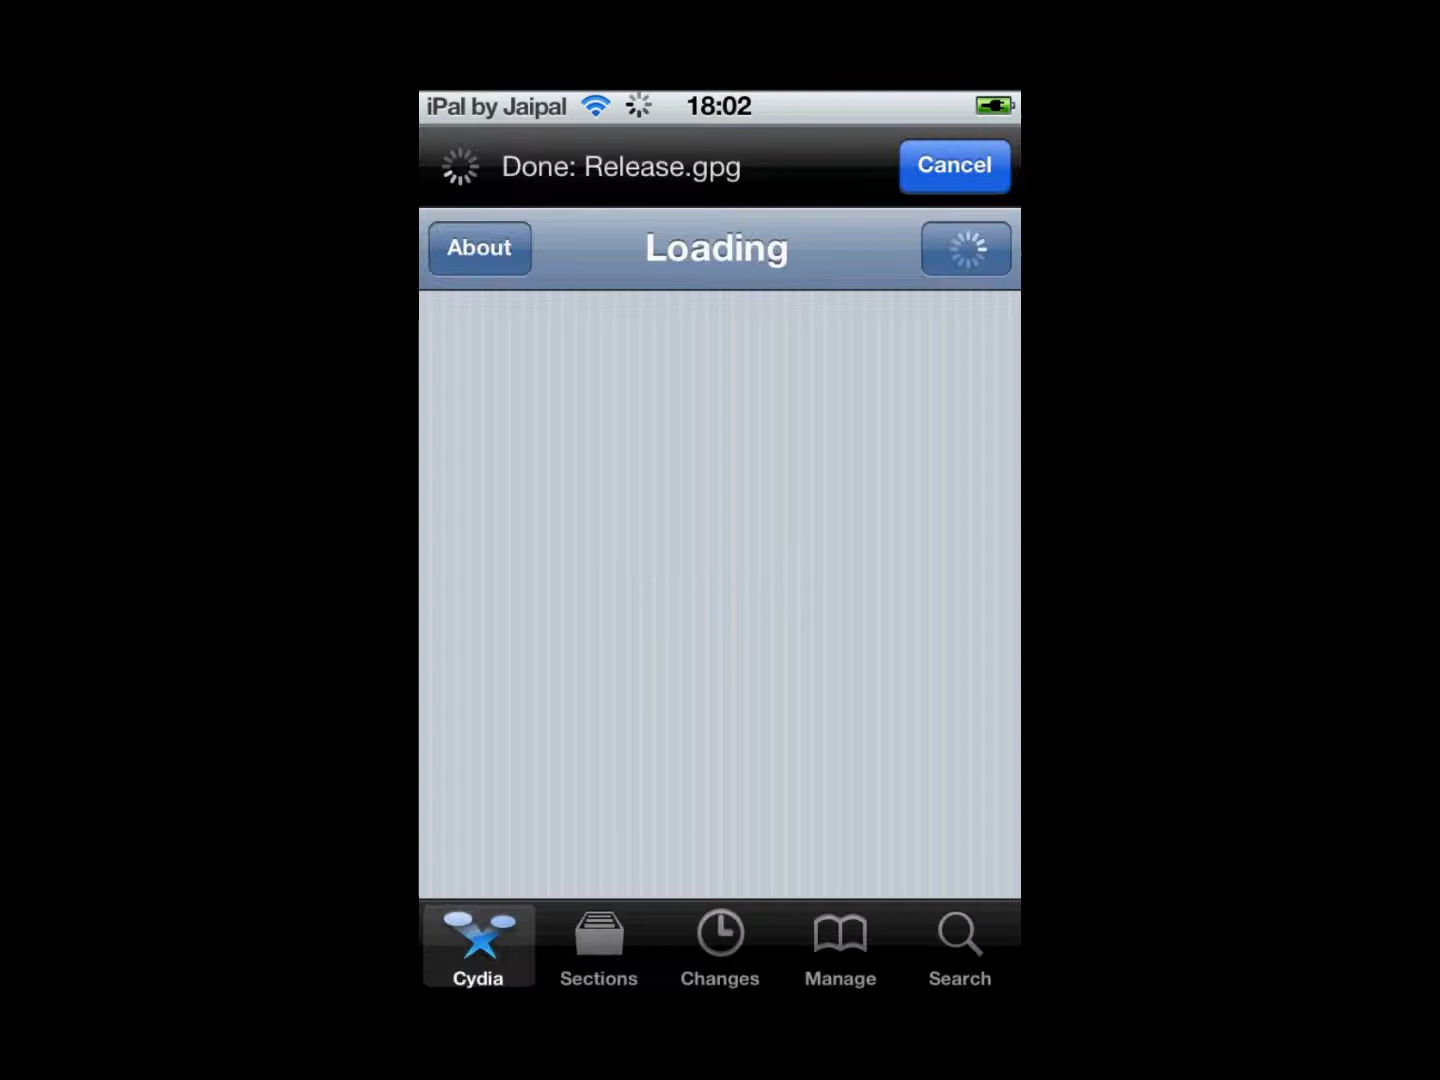 iPal by Jaipal 18:02
Done: Release.gpg Cancel
About Loading
Cydia Sections Changes Manage Search